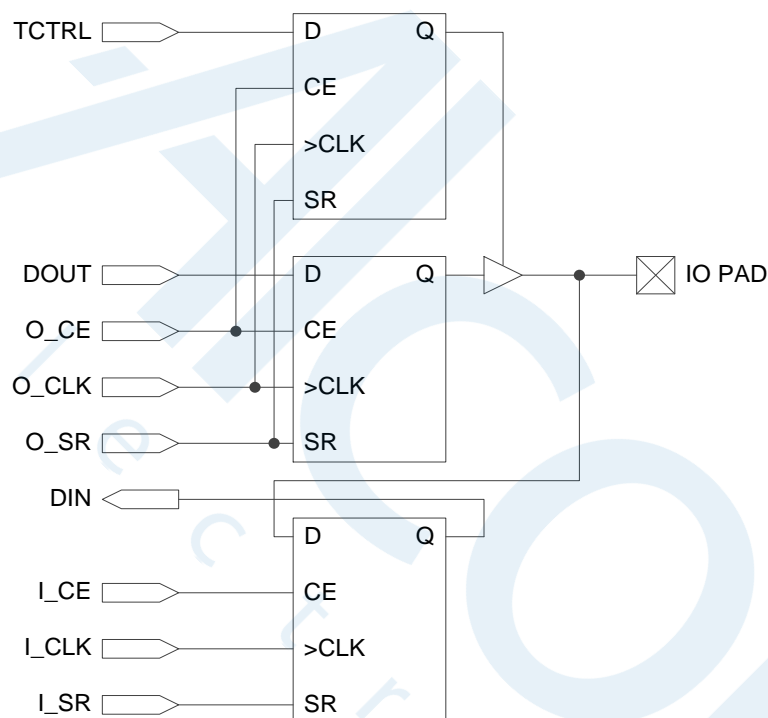 TCTRL D Q
CE
>CLK
SR
DOUT D Q IO PAD
O_CE CE
O_CLK >CLK
O_SR SR
DIN
D Q
I_CE CE
I_CLK >CLK
I_SR SR